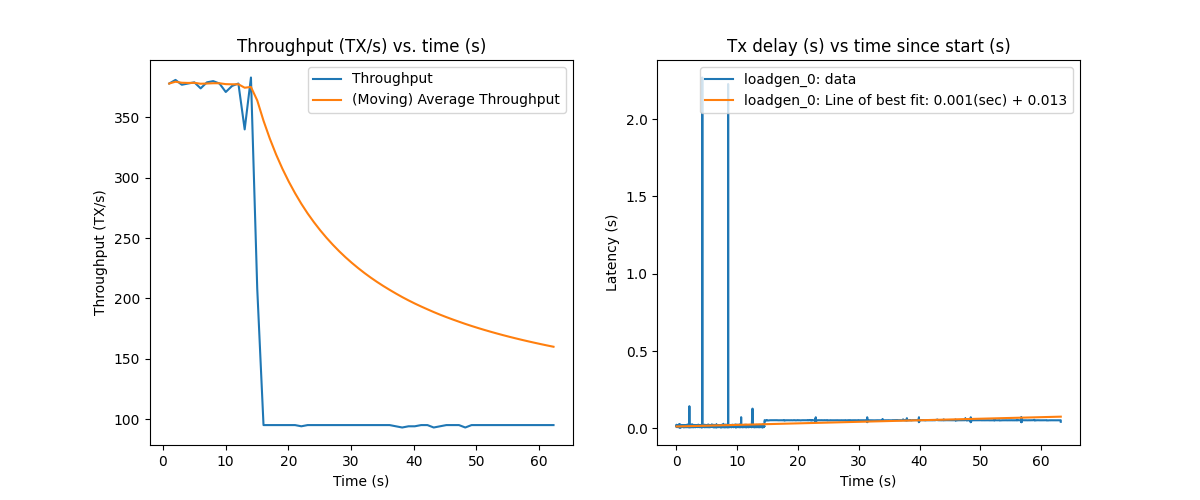 Throughput (TX/s) vs. time (s)
Throughput
(Moving) Average Throughput
350
300
250
200
150
100
Throughput (TX/s)
0 10 20 30 40 50 60
Time (s)
Tx delay (s) vs time since start (s)
loadgen_0: data
loadgen_0: Line of best fit: 0.001(sec) + 0.013
2.0
1.5
1.0
0.5
0.0
Latency (s)
0 10 20 30 40 50 60
Time (s)